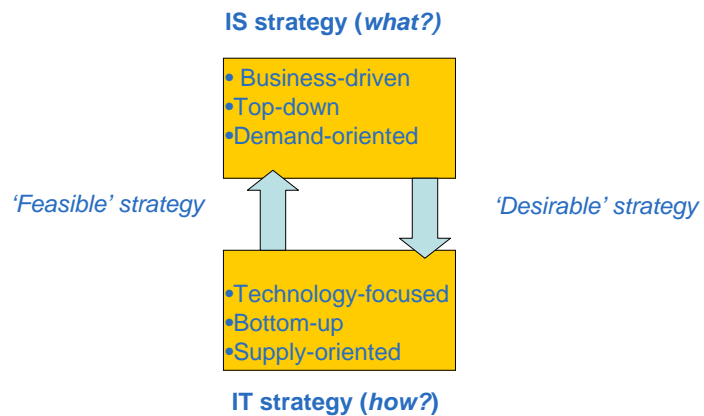 IS strategy (what?)
• Business-driven
•Top-down
•Demand-oriented
‘Feasible’ strategy
‘Desirable’ strategy
•Technology-focused
•Bottom-up
•Supply-oriented
IT strategy (how?)